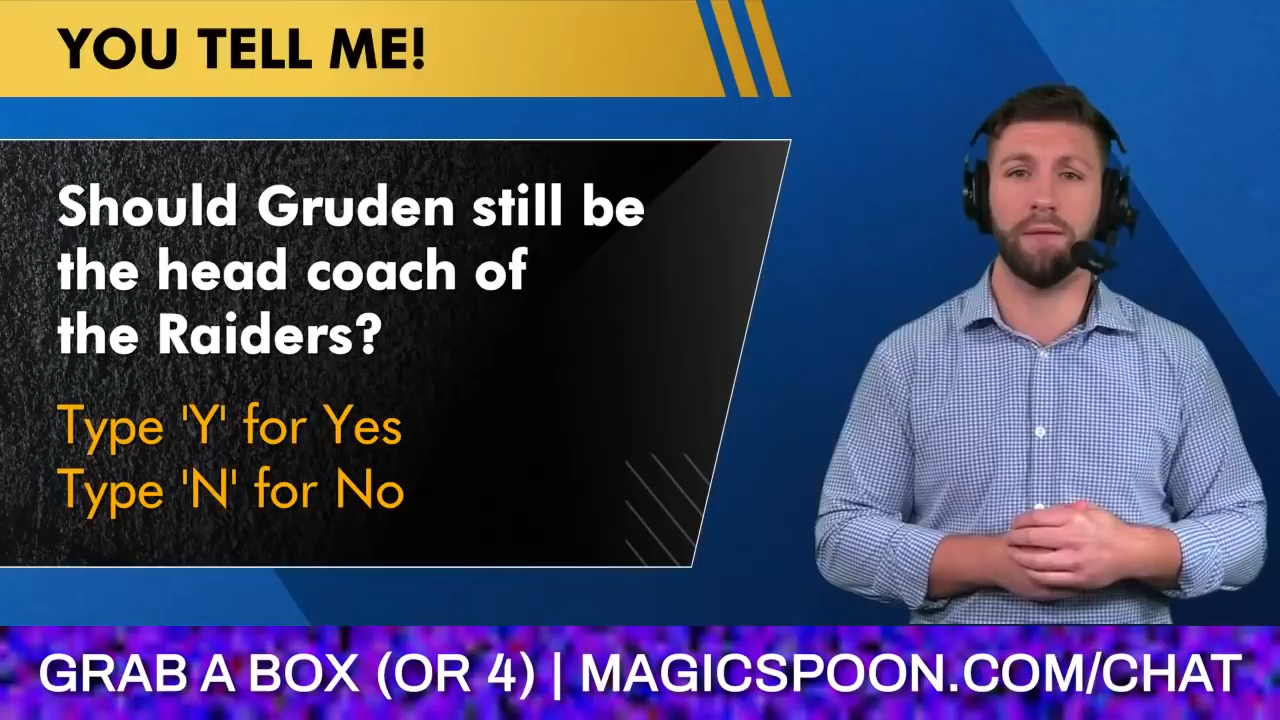 YOU TELL ME!
Should Gruden still be
the head coach of
the Raiders?
Type 'Y' for Yes
Type 'N' for No
GRAB A BOX (OR 4) | MAGICSPOON.COM/CHAT